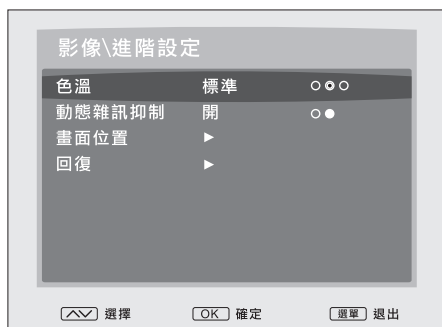 影像\進階設定
色溫 標準
動態雜訊抑制 開
畫面位置
回復
選擇 OK 確定 選單 退出